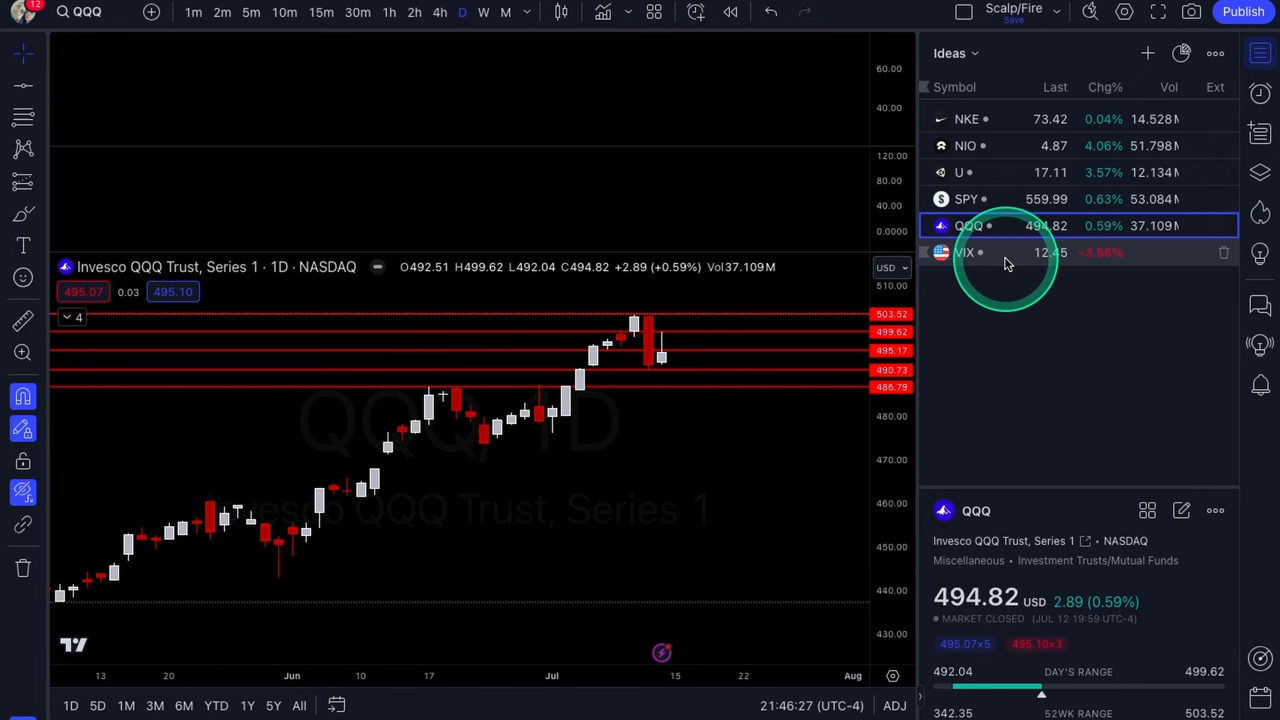 12
QQQ
1m 2m 5m 10m 15m 30m 1h 2h 4h D W M
Scalp/Fire
Save
Publish
60.00
40.00
120.00
80.00
40.00
0.0000
Invesco QQQ Trust, Series 1 · 1D · NASDAQ
O492.51 H499.62 L492.04 C494.82 +2.89 (+0.59%) Vol37.109M
USD
495.07 0.03 495.10
4
510.00
503.52
499.62
495.17
490.73
486.79
480.00
470.00
460.00
450.00
440.00
430.00
QQQ, 1D
Invesco QQQ Trust, Series 1
13 20 Jun 10 17 Jul 15 22 Aug
1D 5D 1M 3M 6M YTD 1Y 5Y All
21:46:27 (UTC-4) ADJ
Ideas
Symbol Last Chg% Vol Ext
NKE 73.42 0.04% 14.528M
NIO 4.87 4.06% 51.798M
U 17.11 3.57% 12.134M
SPY 559.99 0.63% 53.084M
QQQ 494.82 0.59% 37.109M
VIX 12.45 −3.56%
QQQ
Invesco QQQ Trust, Series 1 • NASDAQ
Miscellaneous • Investment Trusts/Mutual Funds
494.82 USD 2.89 (0.59%)
MARKET CLOSED (JUL 12 19:59 UTC-4)
495.07×5 495.10×3
492.04 DAY'S RANGE 499.62
342.35 52WK RANGE 503.52